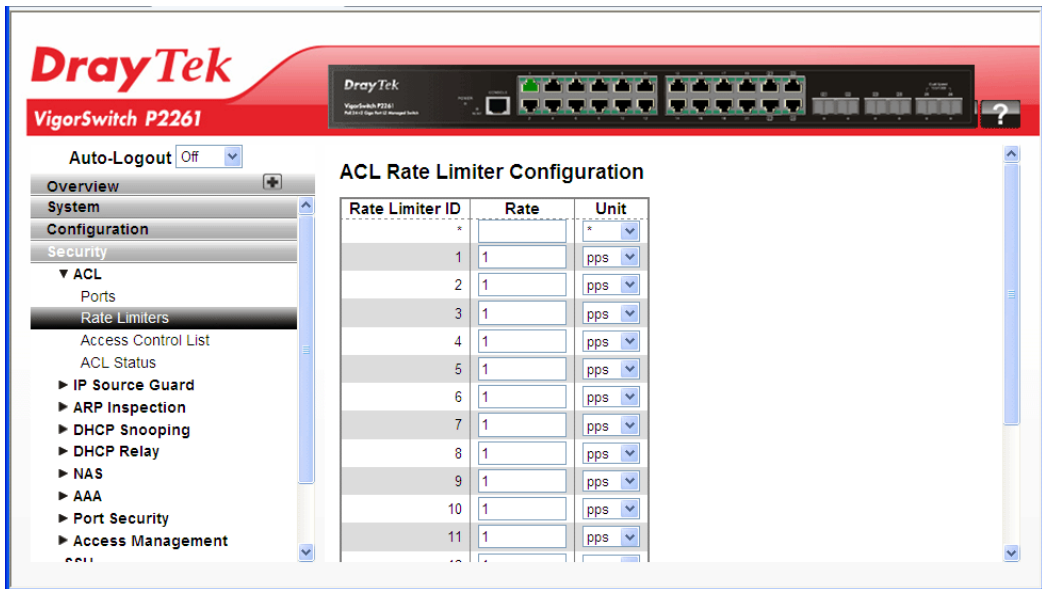 DrayTek
VigorSwitch P2261
DrayTek
VigorSwitch P2261
?
Auto-Logout Off
Overview
System
Configuration
Security
▼ ACL
Ports
Rate Limiters
Access Control List
ACL Status
► IP Source Guard
► ARP Inspection
► DHCP Snooping
► DHCP Relay
► NAS
► AAA
► Port Security
► Access Management
ACL Rate Limiter Configuration
Rate Limiter ID Rate Unit
* *
1 1 pps
2 1 pps
3 1 pps
4 1 pps
5 1 pps
6 1 pps
7 1 pps
8 1 pps
9 1 pps
10 1 pps
11 1 pps